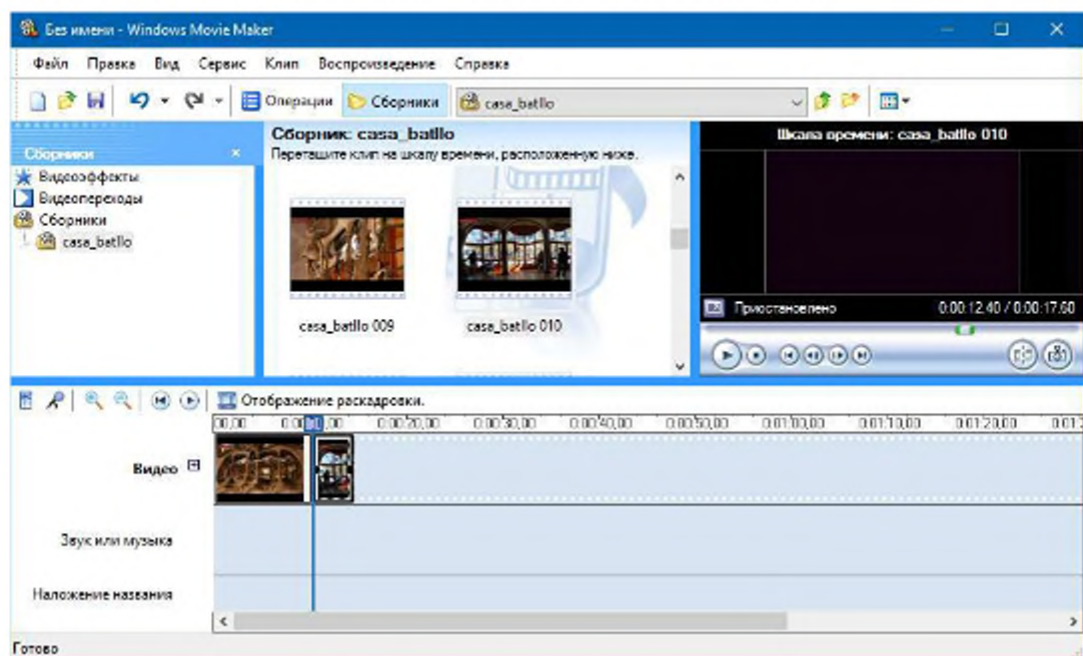 Без имени - Windows Movie Maker
Файл Правка Вид Сервис Клип Воспроизведение Справка
Операции Сборники casa_batllo
Сборники
Видеоэффекты
Видеопереходы
Сборники
casa_batllo
Сборник: casa_batllo
Перетащите клип на шкалу времени, расположенную ниже.
casa_batllo 009 casa_batllo 010
Шкала времени: casa_batllo 010
Приостановлено 0:00:12,40 / 0:00:17,60
Отображение раскадровки.
0:00:20,00 0:00:30,00 0:00:40,00 0:00:50,00 0:01:00,00 0:01:10,00 0:01:20,00
Видео
Звук или музыка
Наложение названия
Готово